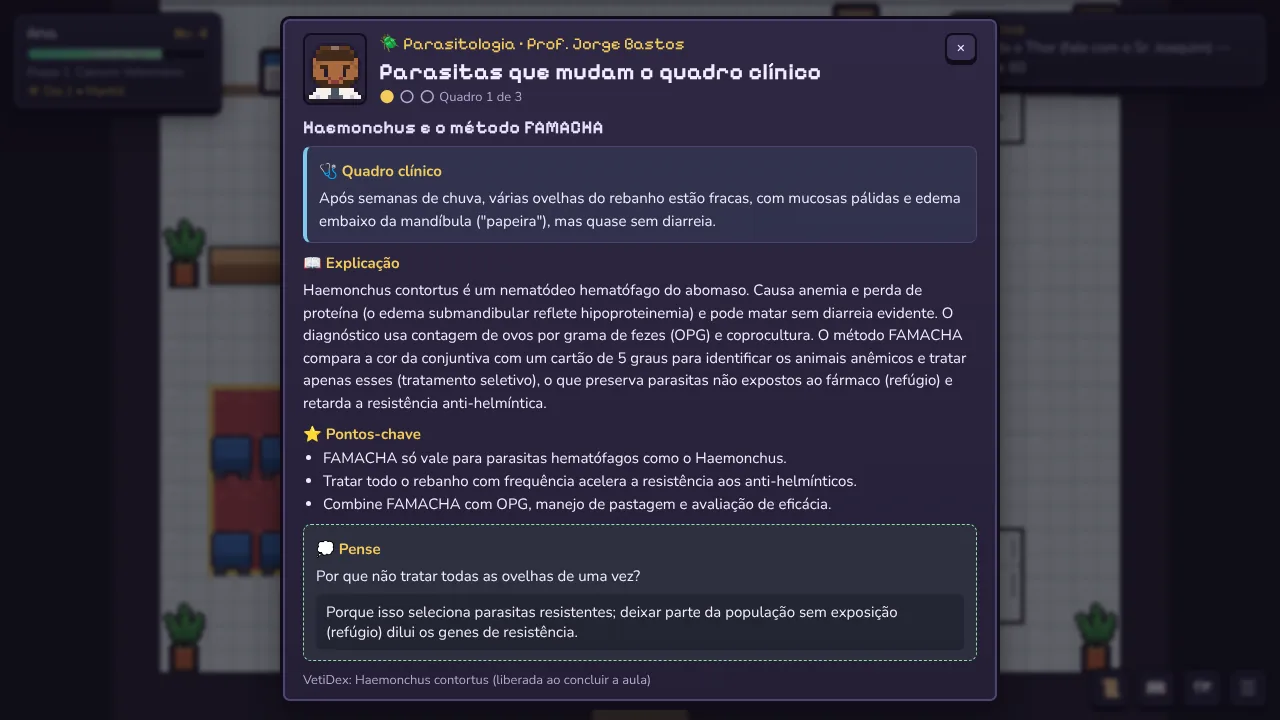 Parasitologia · Prof. Jorge Bastos
Parasitas que mudam o quadro clínico
×
Quadro 1 de 3
Haemonchus e o método FAMACHA
Quadro clínico
Após semanas de chuva, várias ovelhas do rebanho estão fracas, com mucosas pálidas e edema
embaixo da mandíbula ("papeira"), mas quase sem diarreia.
Explicação
Haemonchus contortus é um nematódeo hematófago do abomaso. Causa anemia e perda de
proteína (o edema submandibular reflete hipoproteinemia) e pode matar sem diarreia evidente. O
diagnóstico usa contagem de ovos por grama de fezes (OPG) e coprocultura. O método FAMACHA
compara a cor da conjuntiva com um cartão de 5 graus para identificar os animais anêmicos e tratar
apenas esses (tratamento seletivo), o que preserva parasitas não expostos ao fármaco (refúgio) e
retarda a resistência anti-helmíntica.
Pontos-chave
• FAMACHA só vale para parasitas hematófagos como o Haemonchus.
• Tratar todo o rebanho com frequência acelera a resistência aos anti-helmínticos.
• Combine FAMACHA com OPG, manejo de pastagem e avaliação de eficácia.
Pense
Por que não tratar todas as ovelhas de uma vez?
Porque isso seleciona parasitas resistentes; deixar parte da população sem exposição
(refúgio) dilui os genes de resistência.
VetiDex: Haemonchus contortus (liberada ao concluir a aula)